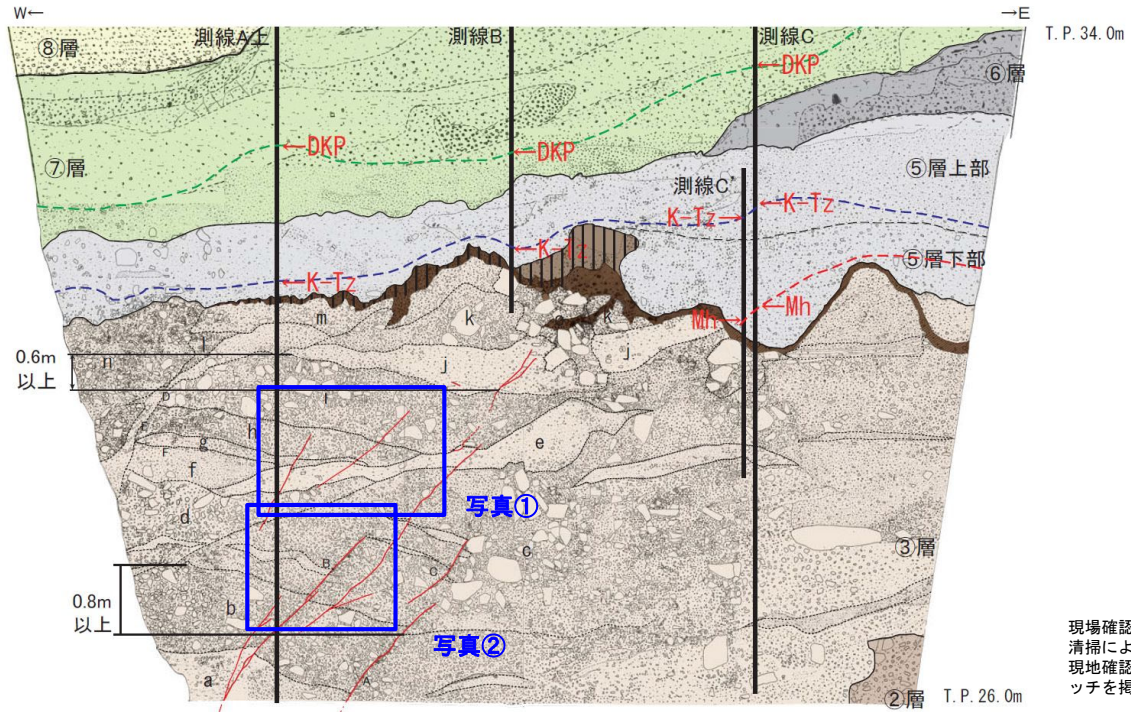 W←
→E
T.P.34.0m
⑧層
測線A上
測線B
測線C
←DKP
⑥層
←DKP
←DKP
⑦層
⑤層上部
測線C'
K-Tz→
←K-Tz
←K-Tz
⑤層下部
←K-Tz
←Mh
Mh→
m
k
k
l
j
j
n
0.6m
以上
D
i
E
h
g
e
F
f
写真①
d
c
③層
B
C
0.8m
以上
b
写真②
a
A
②層
T.P.26.0m
現場確認
清掃によ
現地確認
ッチを掲